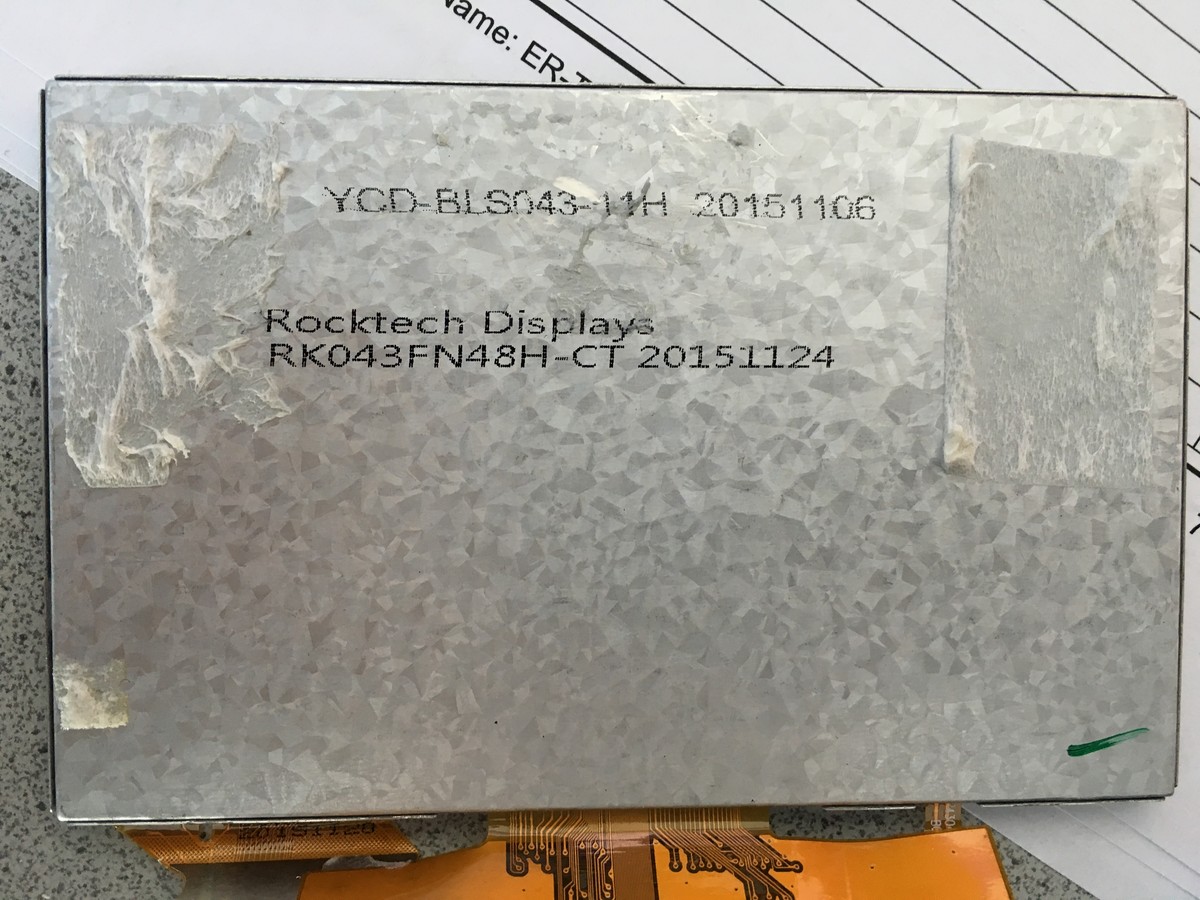 Name: ER-T
YCD-BLS043-11H 20151106
Rocktech Displays
RK043FN48H-CT 20151124